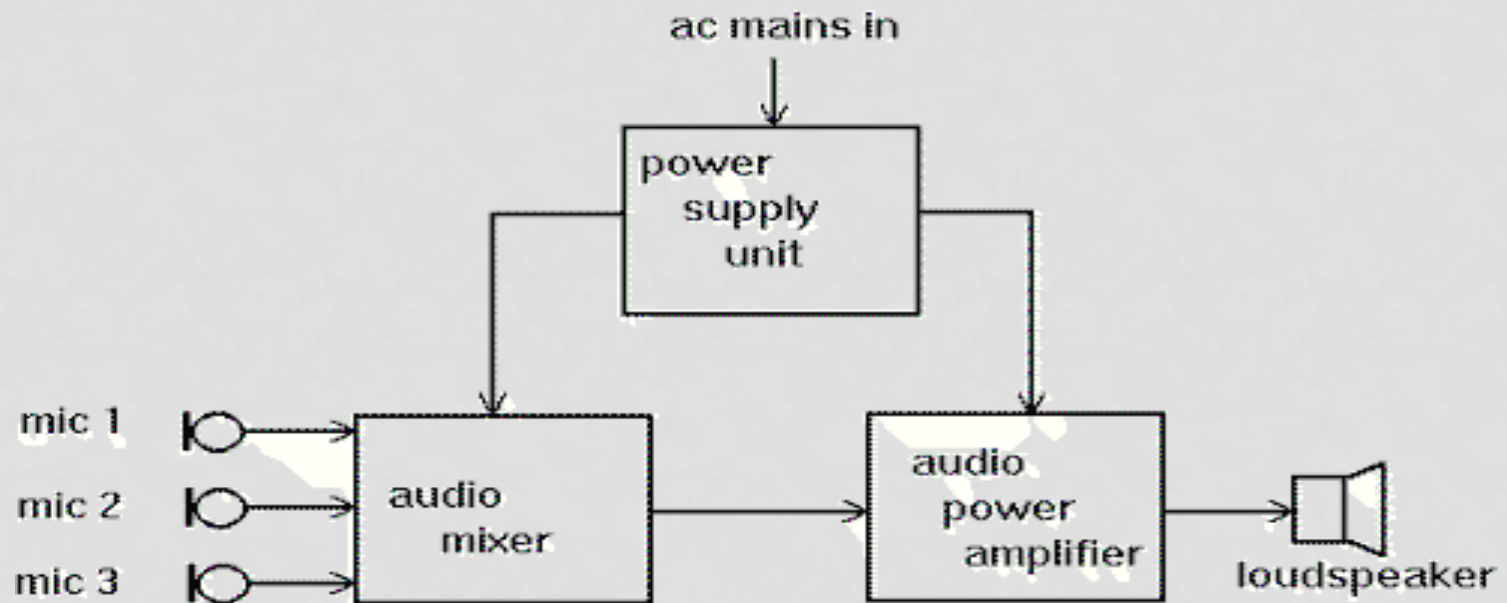 ac mains in
power
supply
unit
mic 1
mic 2
mic 3
audio
mixer
audio
power
amplifier
loudspeaker